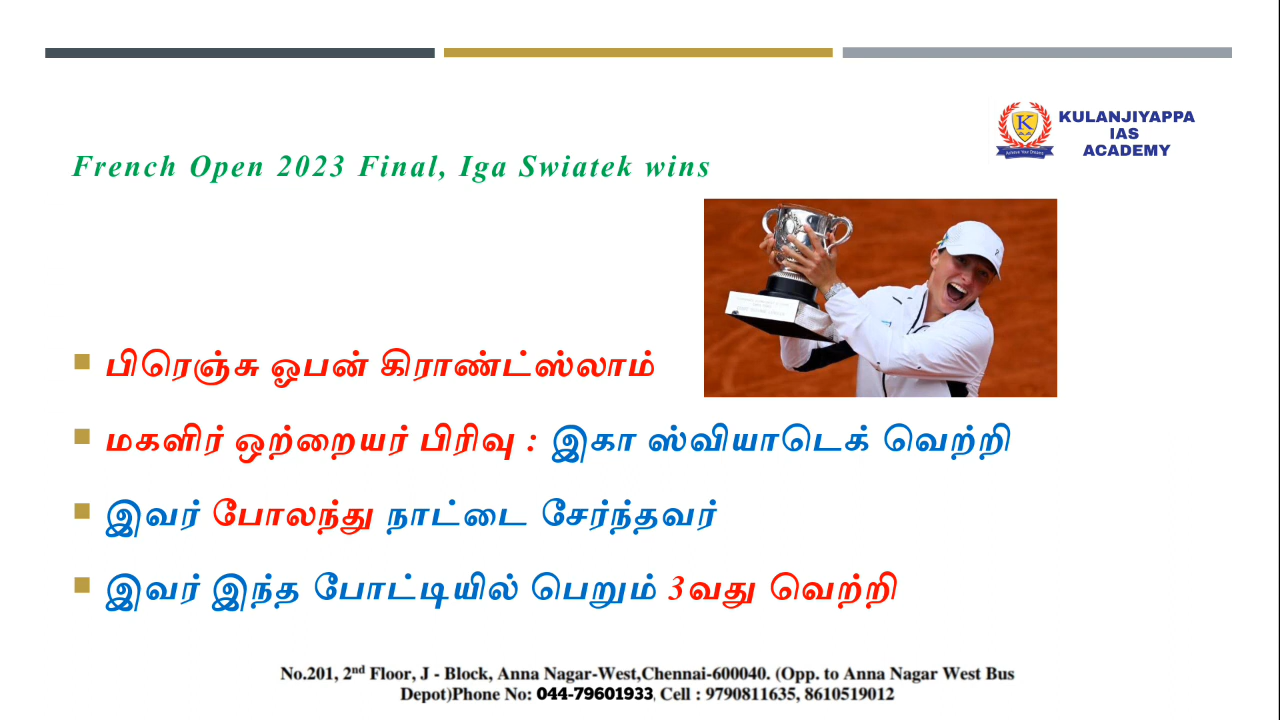 KULANJIYAPPA
IAS
ACADEMY
French Open 2023 Final, Iga Swiatek wins
பிரெஞ்சு ஓபன் கிராண்ட்ஸ்லாம்
மகளிர் ஒற்றையர் பிரிவு : இகா ஸ்வியாடெக் வெற்றி
இவர் போலந்து நாட்டை சேர்ந்தவர்
இவர் இந்த போட்டியில் பெறும் 3வது வெற்றி
No.201, 2nd Floor, J - Block, Anna Nagar-West,Chennai-600040. (Opp. to Anna Nagar West Bus
Depot)Phone No: 044-79601933, Cell : 9790811635, 8610519012